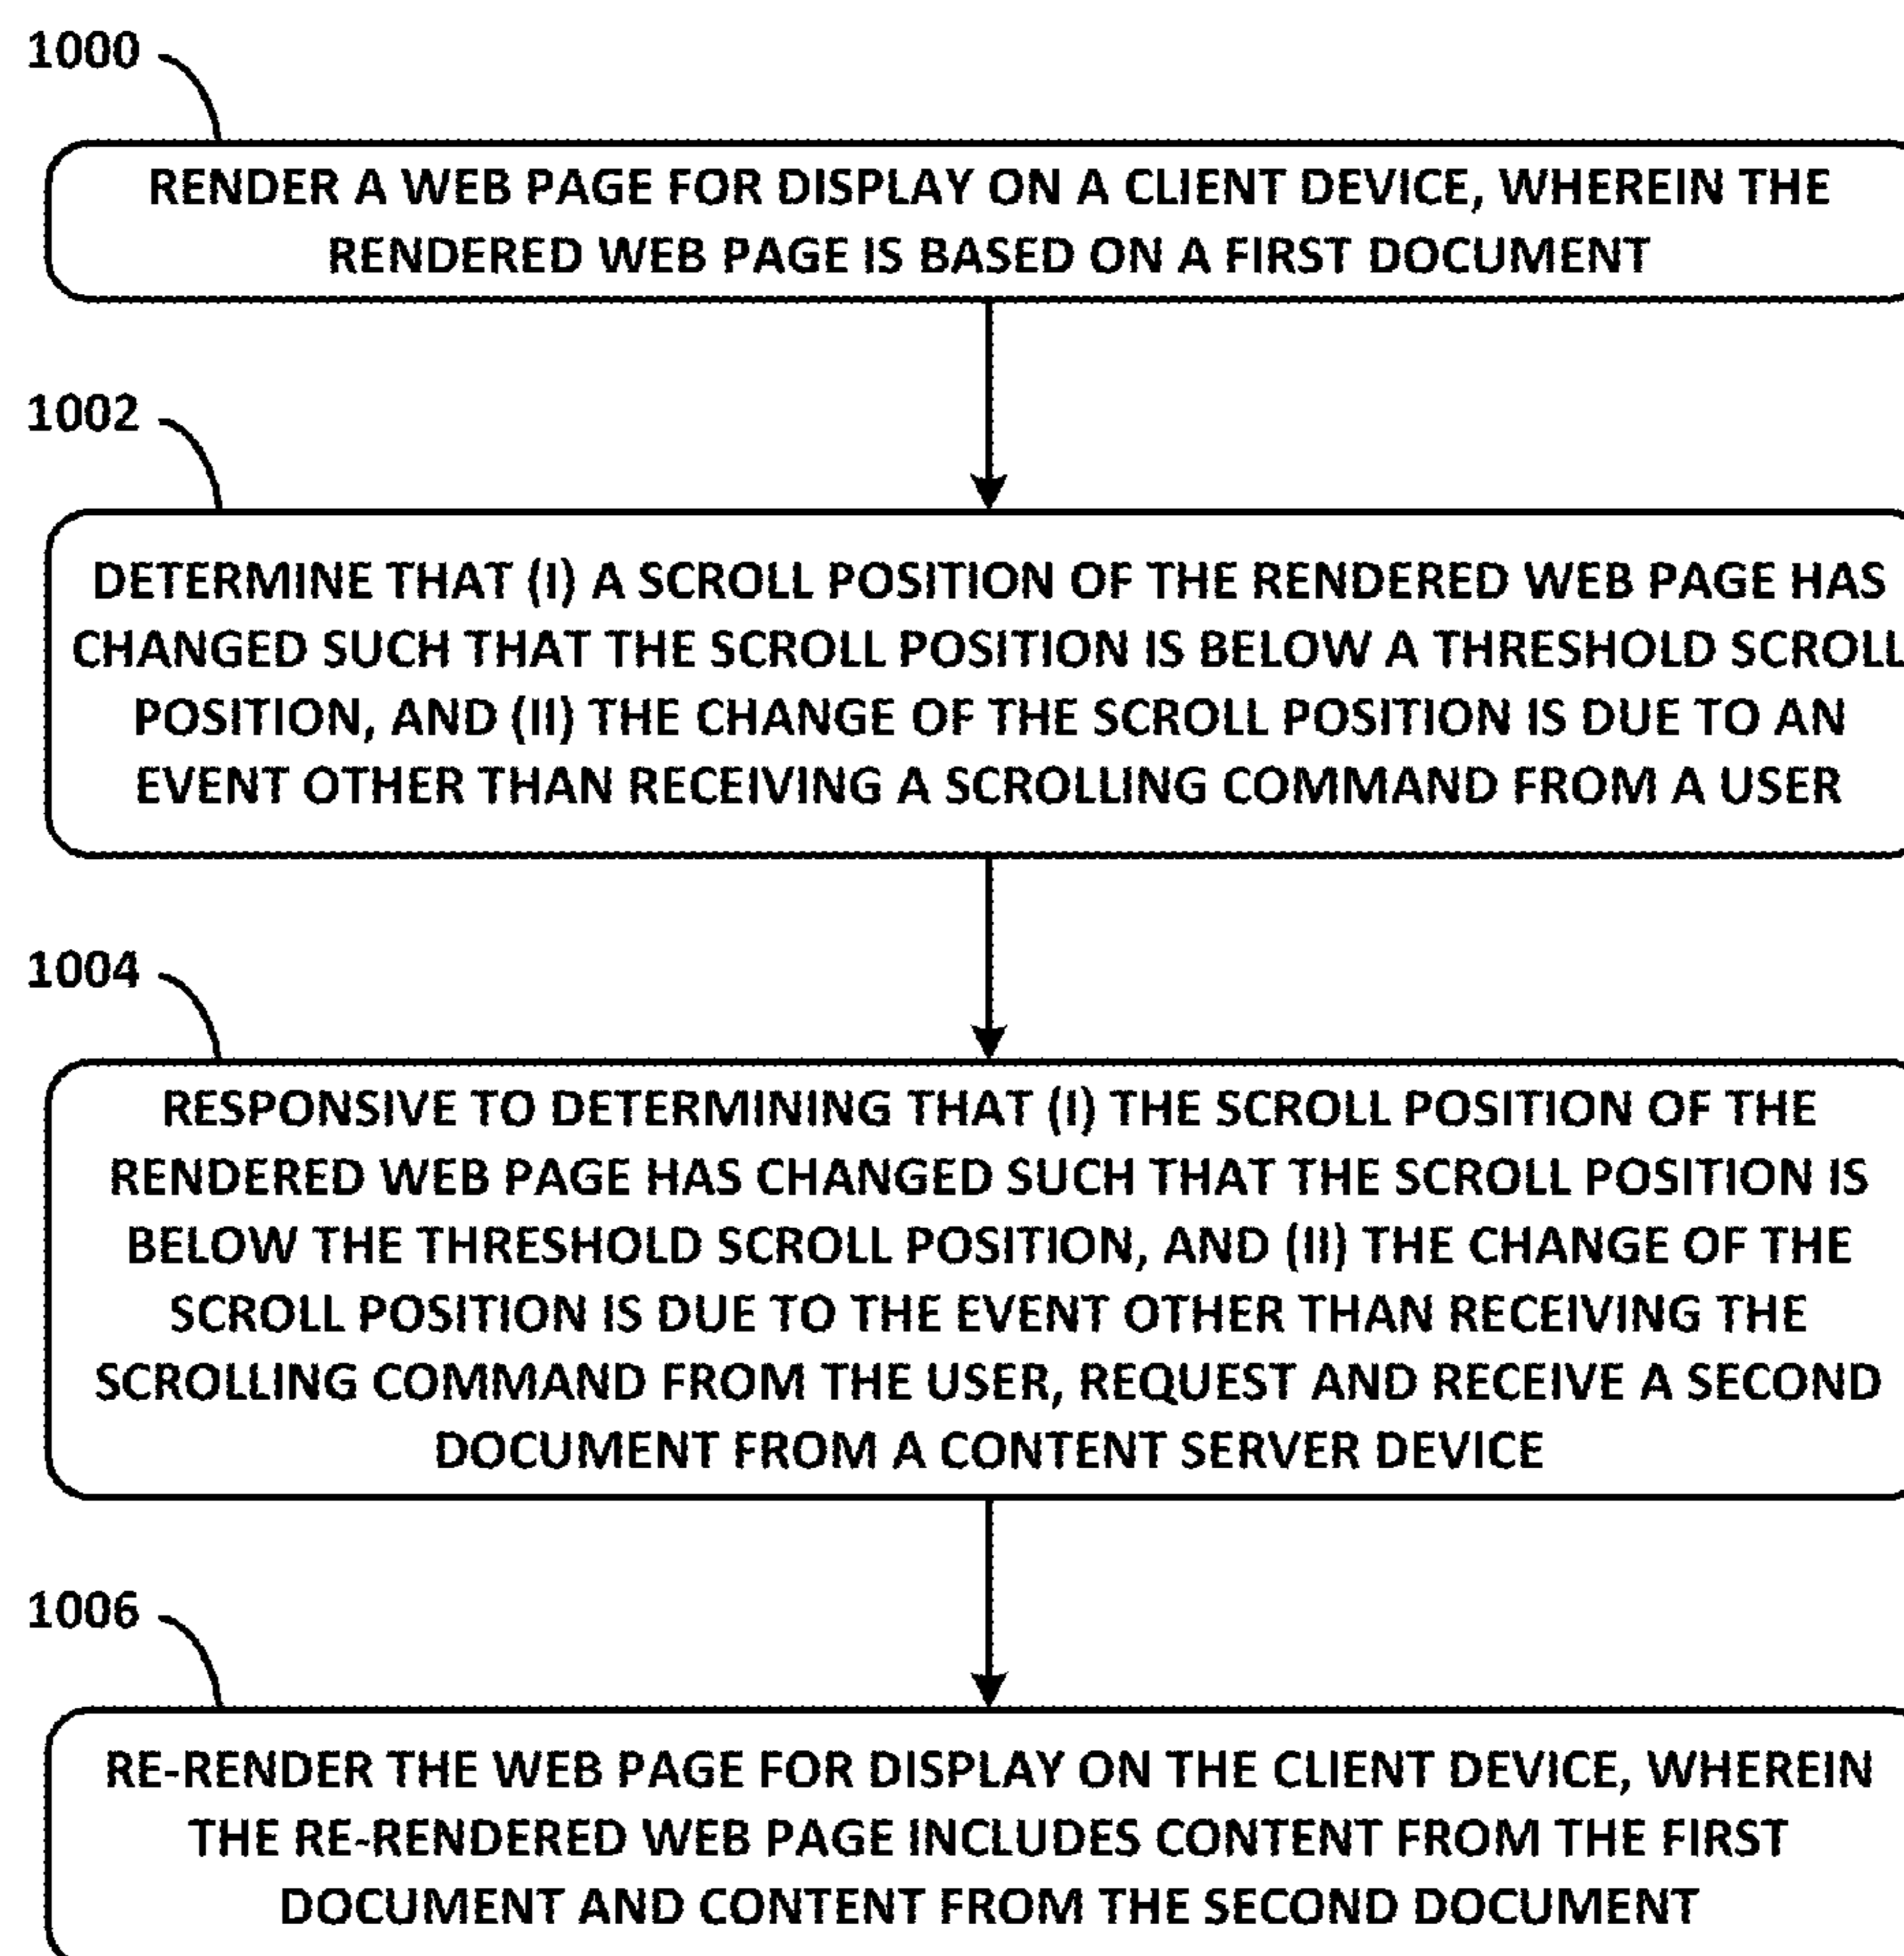 1000
RENDER A WEB PAGE FOR DISPLAY ON A CLIENT DEVICE, WHEREIN THE
RENDERED WEB PAGE IS BASED ON A FIRST DOCUMENT
1002
DETERMINE THAT (I) A SCROLL POSITION OF THE RENDERED WEB PAGE HAS
CHANGED SUCH THAT THE SCROLL POSITION IS BELOW A THRESHOLD SCROLL
POSITION, AND (II) THE CHANGE OF THE SCROLL POSITION IS DUE TO AN
EVENT OTHER THAN RECEIVING A SCROLLING COMMAND FROM A USER
1004
RESPONSIVE TO DETERMINING THAT (I) THE SCROLL POSITION OF THE
RENDERED WEB PAGE HAS CHANGED SUCH THAT THE SCROLL POSITION IS
BELOW THE THRESHOLD SCROLL POSITION, AND (II) THE CHANGE OF THE
SCROLL POSITION IS DUE TO THE EVENT OTHER THAN RECEIVING THE
SCROLLING COMMAND FROM THE USER, REQUEST AND RECEIVE A SECOND
DOCUMENT FROM A CONTENT SERVER DEVICE
1006
RE-RENDER THE WEB PAGE FOR DISPLAY ON THE CLIENT DEVICE, WHEREIN
THE RE-RENDERED WEB PAGE INCLUDES CONTENT FROM THE FIRST
DOCUMENT AND CONTENT FROM THE SECOND DOCUMENT